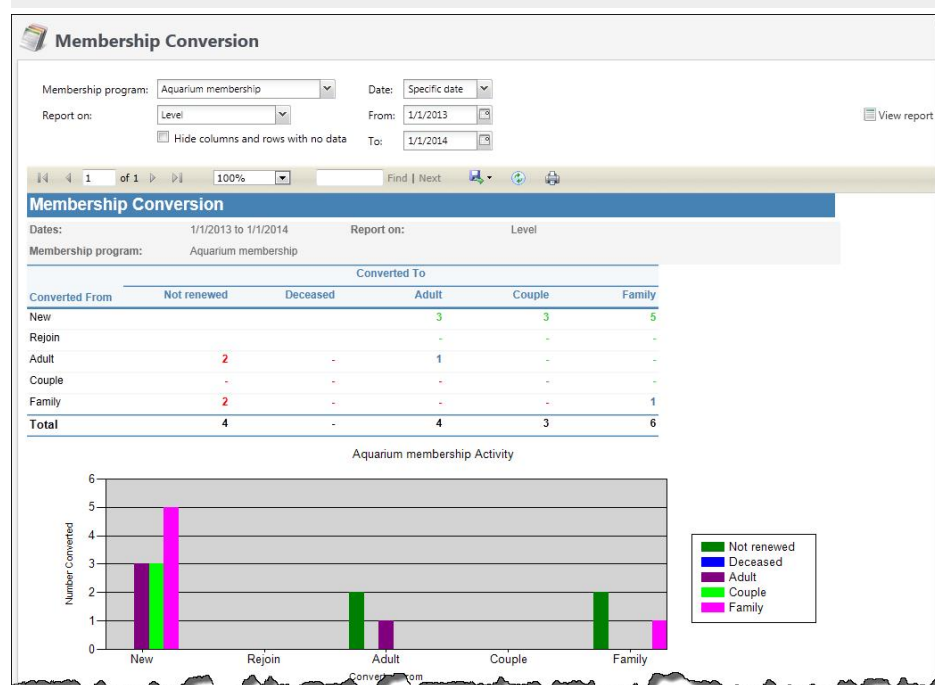 Membership Conversion
Membership program: Aquarium membership Date: Specific date
Report on: Level From: 1/1/2013 View report
Hide columns and rows with no data To: 1/1/2014
1 of 1 100% Find | Next
Membership Conversion
Dates: 1/1/2013 to 1/1/2014 Report on: Level
Membership program: Aquarium membership
Converted To
Converted From Not renewed Deceased Adult Couple Family
New 3 3 5
Rejoin - - -
Adult 2 - 1 - -
Couple - - - - -
Family 2 - - - 1
Total 4 - 4 3 6
Aquarium membership Activity
6
5
4
3
2
1
0
Number Converted
Not renewed
Deceased
Adult
Couple
Family
New Rejoin Adult Couple Family
Converted From